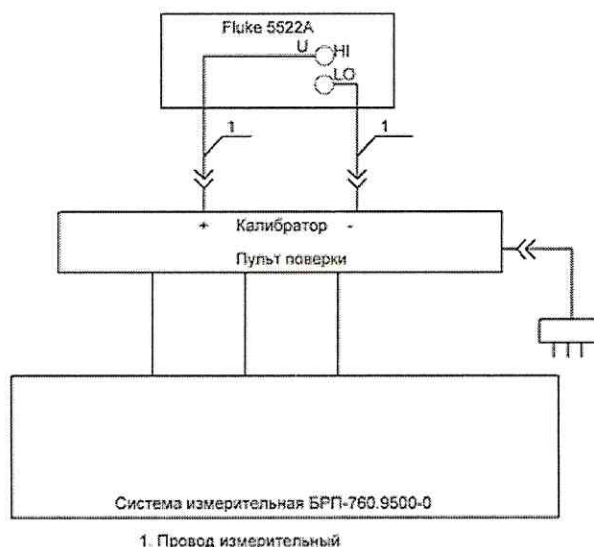 Fluke 5522A
U HI
LO
1 1
+ Калибратор -
Пульт поверки
Система измерительная БРП-760.9500-0
1. Провод измерительный